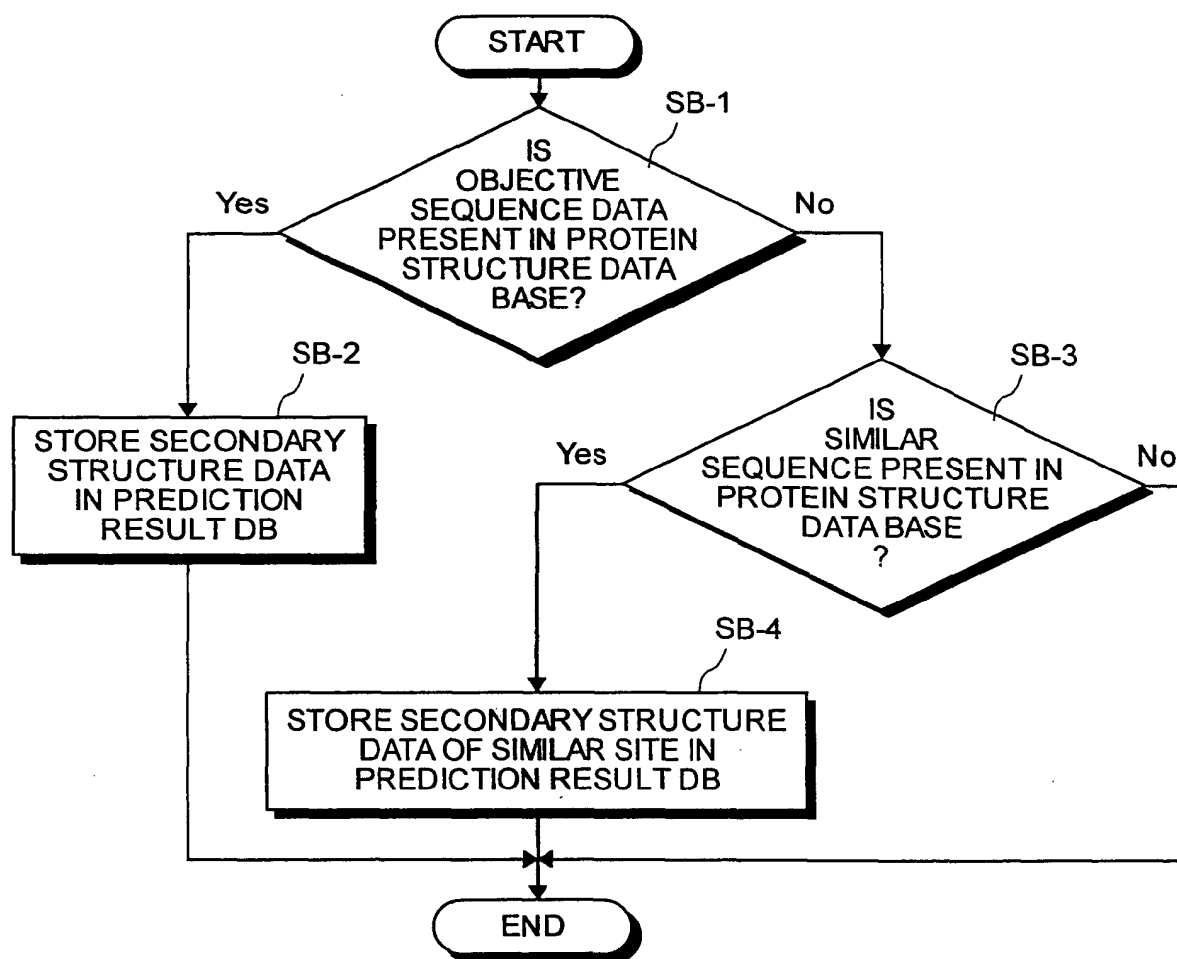 START
SB-1
IS
OBJECTIVE
SEQUENCE DATA
PRESENT IN PROTEIN
STRUCTURE DATA
BASE?
Yes
No
SB-2
STORE SECONDARY
STRUCTURE DATA
IN PREDICTION
RESULT DB
SB-3
IS
SIMILAR
SEQUENCE PRESENT IN
PROTEIN STRUCTURE
DATA BASE
?
Yes
No
SB-4
STORE SECONDARY STRUCTURE
DATA OF SIMILAR SITE IN
PREDICTION RESULT DB
END